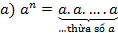 a) aⁿ = a.a.….a
…thừa số a